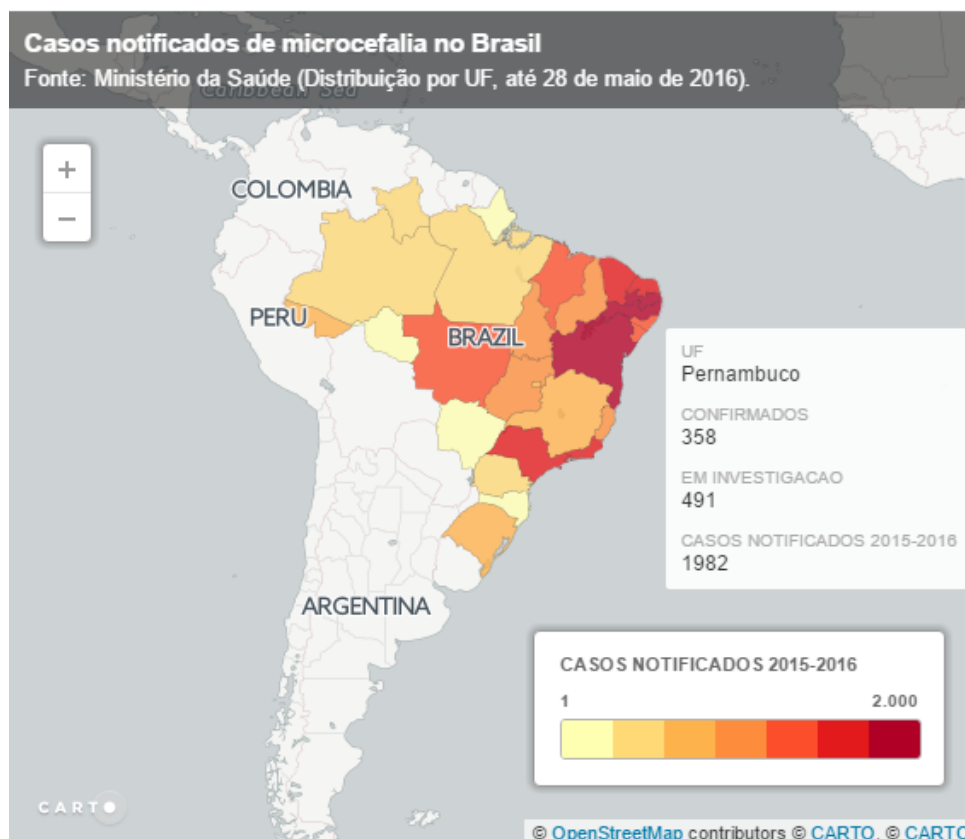 Casos notificados de microcefalia no Brasil
Fonte: Ministério da Saúde (Distribuição por UF, até 28 de maio de 2016).
Caribbean Sea
+
−
COLOMBIA
PERU
BRAZIL
ARGENTINA
UF
Pernambuco
CONFIRMADOS
358
EM INVESTIGACAO
491
CASOS NOTIFICADOS 2015-2016
1982
CASOS NOTIFICADOS 2015-2016
1 2.000
CARTO
© OpenStreetMap contributors © CARTO, © CARTO